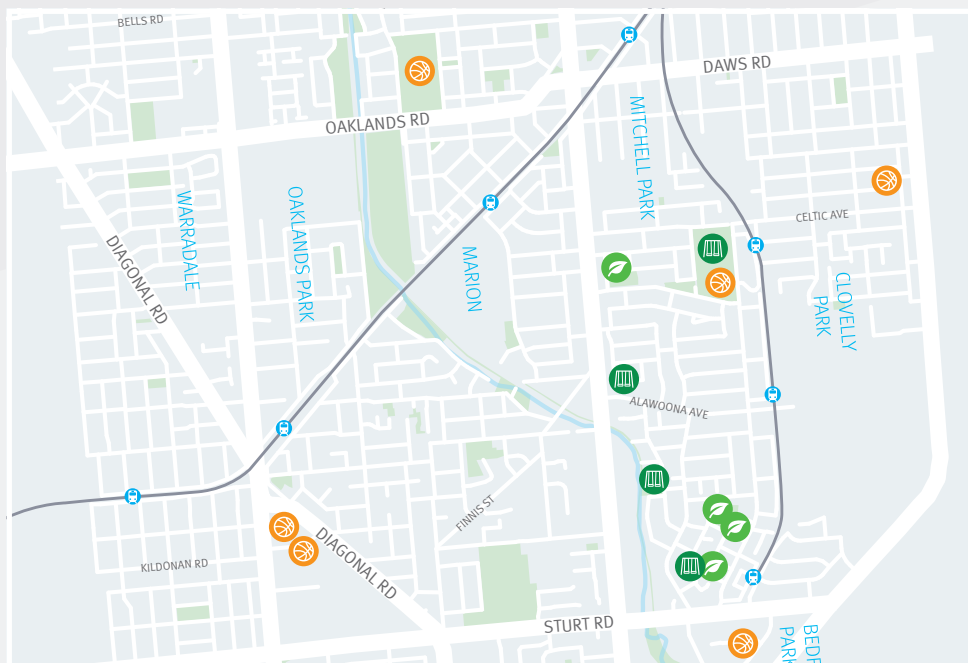 BELLS RD
DAWS RD
OAKLANDS RD
MITCHELL PARK
WARRADALE
OAKLANDS PARK
CELTIC AVE
DIAGONAL RD
MARION
CLOVELLY
PARK
ALAWOONA AVE
FINNIS ST
DIAGONAL RD
KILDONAN RD
STURT RD
BEDF
PARK